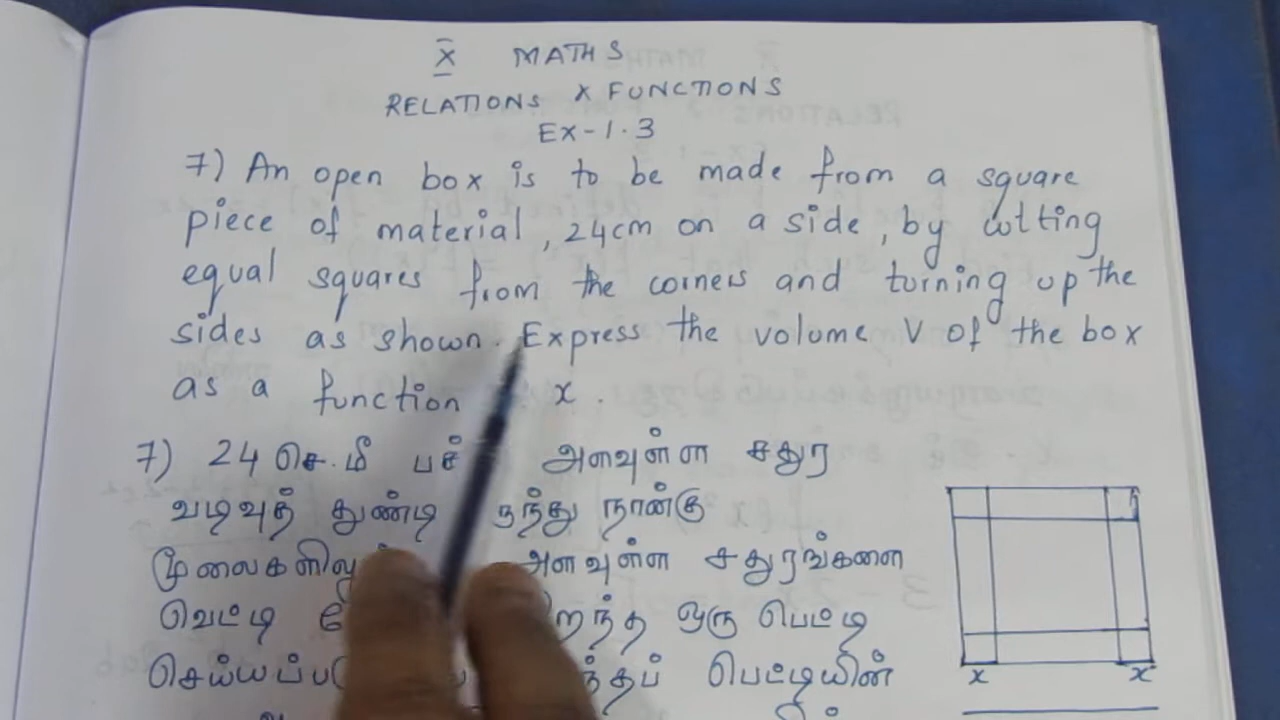 X MATHS
RELATIONS X FUNCTIONS
Ex-1.3
7) An open box is to be made from a square
piece of material, 24cm on a side, by cutting
equal squares from the corners and turning up the
sides as shown. Express the volume V of the box
as a function x.
7) 24 செ.மீ அளவுள்ள சதுர
வடிவத் துண்டி நான்கு
அளவுள்ள சதுரங்களை
வெட்டி ஒரு பெட்டி
பெட்டியின்
x x